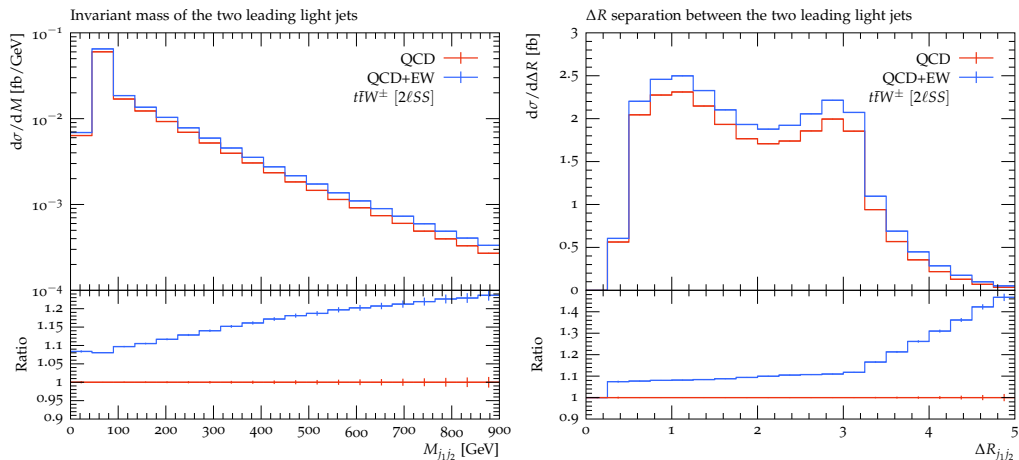 Invariant mass of the two leading light jets
dσ/dM [fb/GeV]
10⁻¹
10⁻²
10⁻³
10⁻⁴
QCD
QCD+EW
tt̄W± [2ℓSS]
Ratio
1.2
1.15
1.1
1.05
1
0.95
0.9
0 100 200 300 400 500 600 700 800 900
M_{j₁j₂} [GeV]
ΔR separation between the two leading light jets
dσ/dΔR [fb]
3
2.5
2
1.5
1
0.5
0
QCD
QCD+EW
tt̄W± [2ℓSS]
Ratio
1.4
1.3
1.2
1.1
1
0.9
0 1 2 3 4 5
ΔR_{j₁j₂}